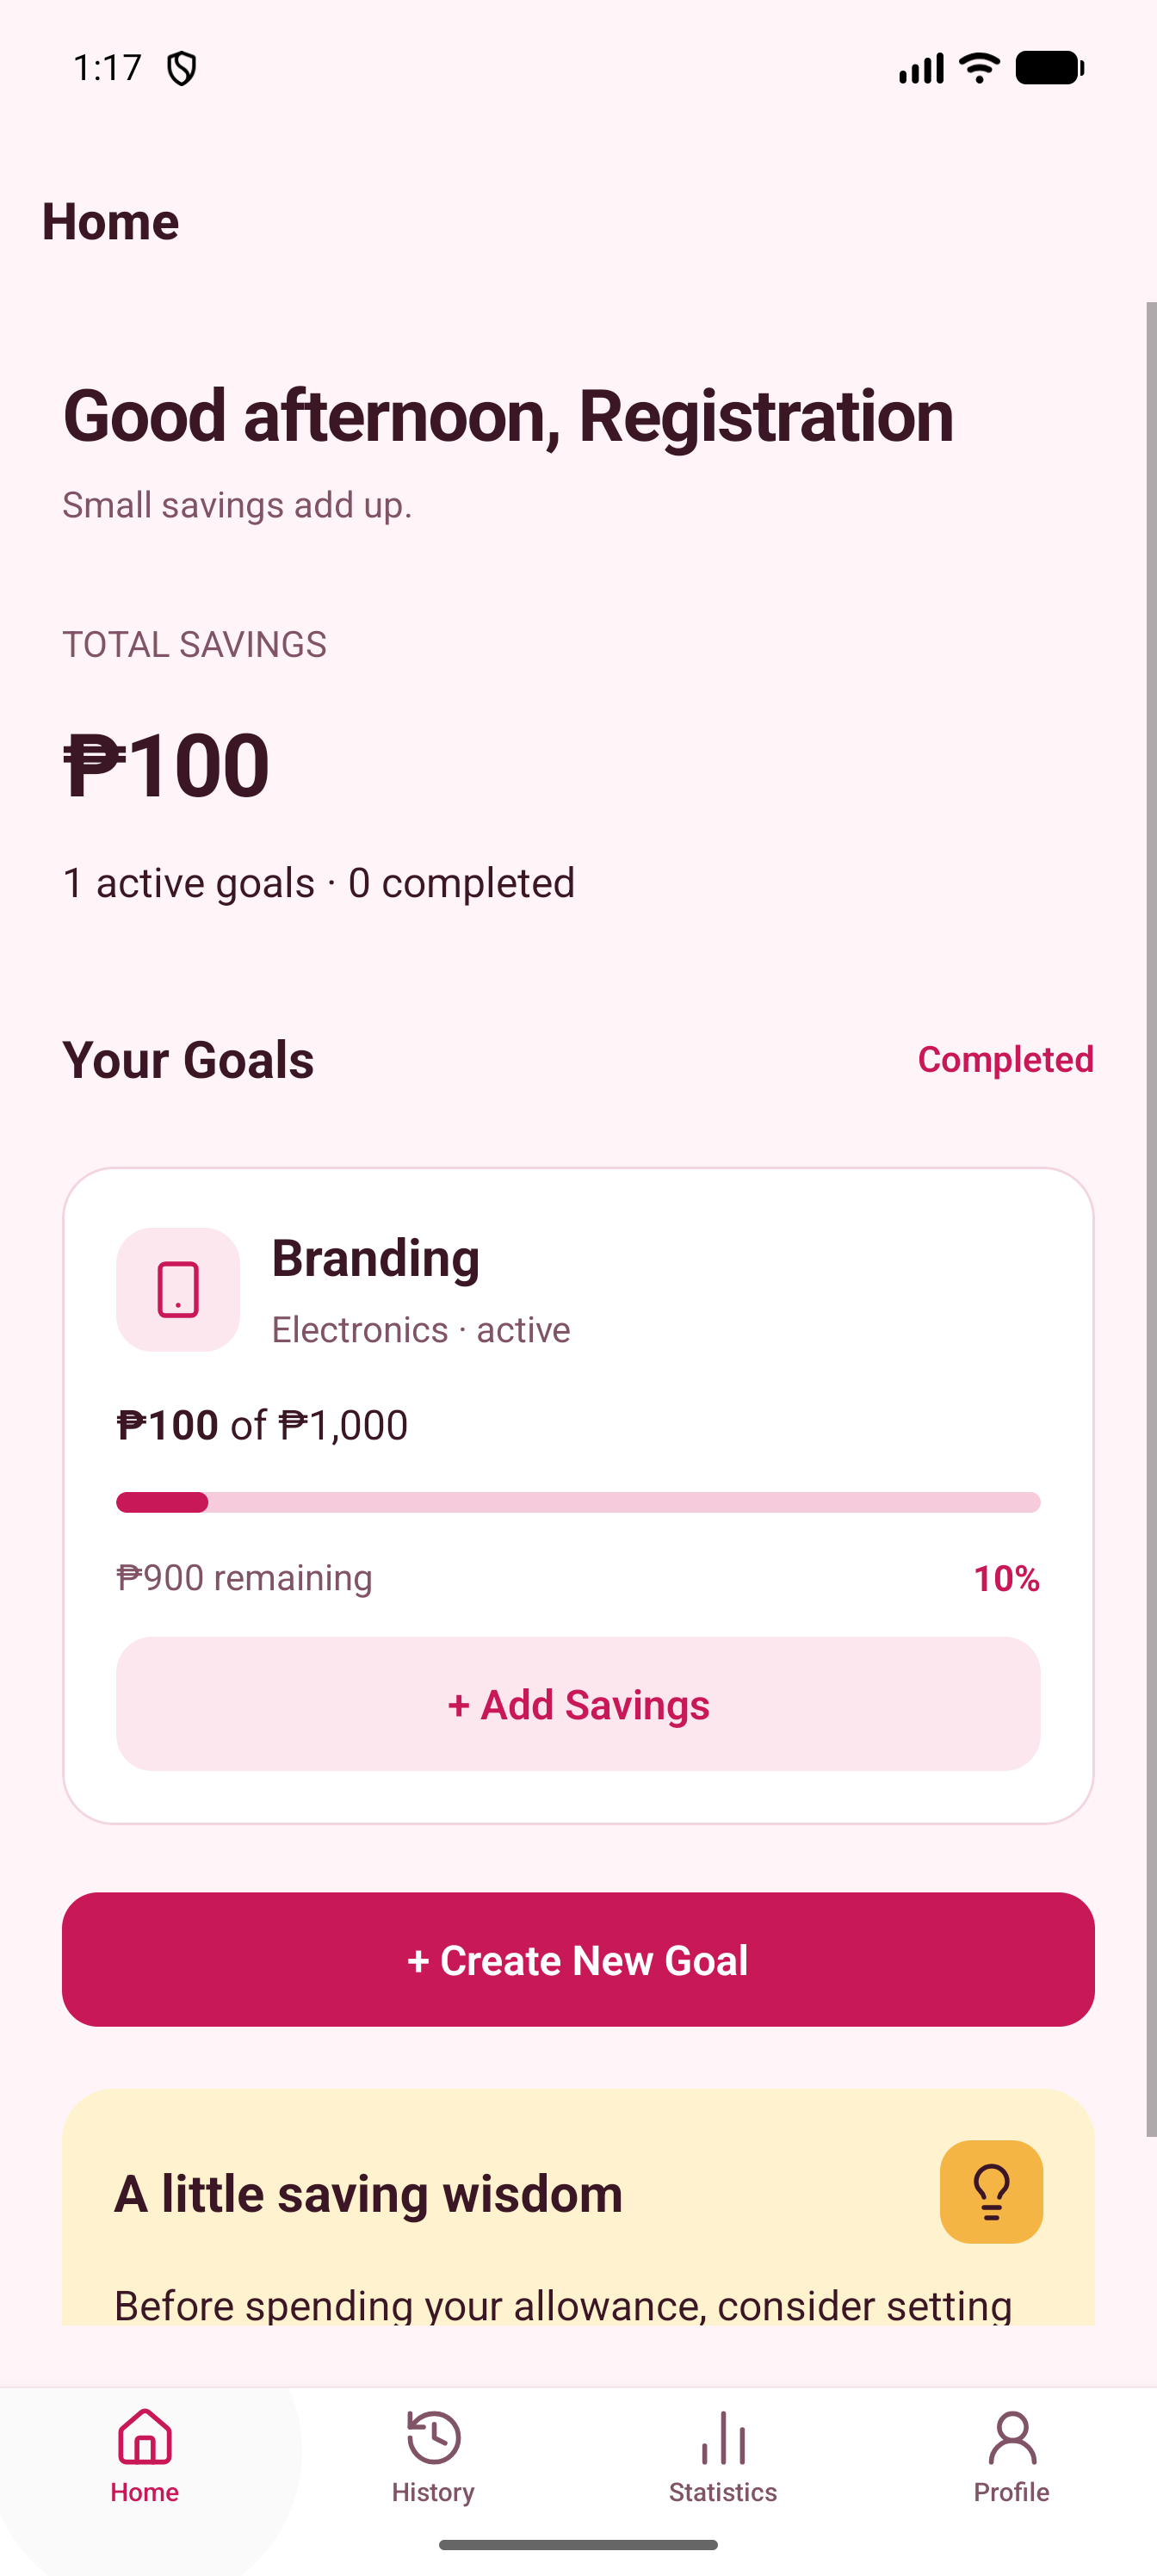 1:17
Home
Good afternoon, Registration
Small savings add up.
TOTAL SAVINGS
₱100
1 active goals · 0 completed
Your Goals
Completed
Branding
Electronics · active
₱100 of ₱1,000
₱900 remaining
10%
+ Add Savings
+ Create New Goal
A little saving wisdom
Before spending your allowance, consider setting
Home
History
Statistics
Profile